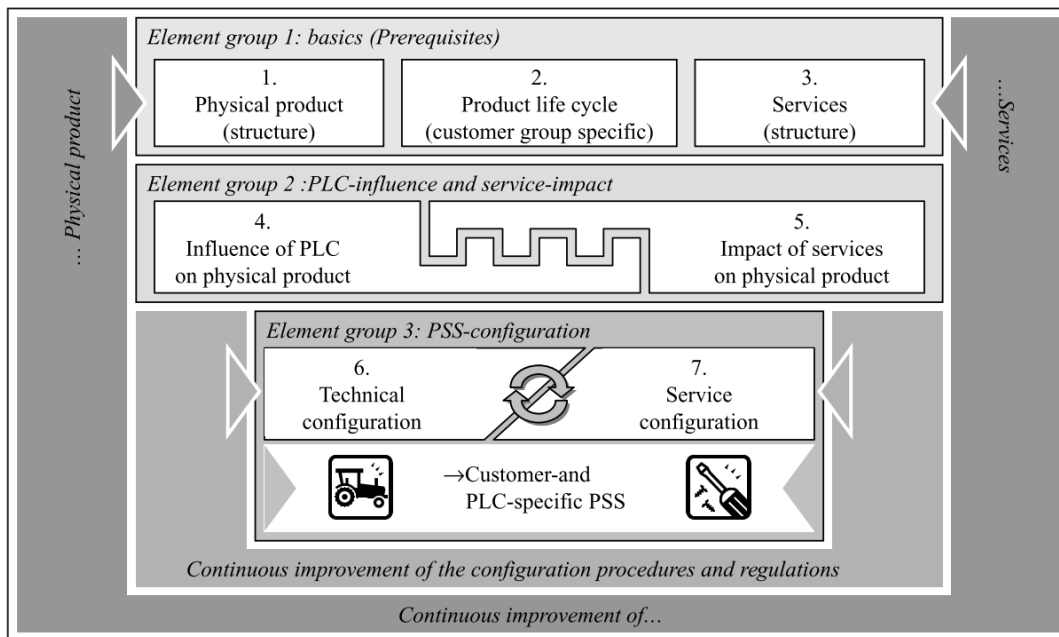 Element group 1: basics (Prerequisites)
1.
Physical product
(structure)
2.
Product life cycle
(customer group specific)
3.
Services
(structure)
… Physical product
….Services
Element group 2 :PLC-influence and service-impact
4.
Influence of PLC
on physical product
5.
Impact of services
on physical product
Element group 3: PSS-configuration
6.
Technical
configuration
7.
Service
configuration
→Customer-and
PLC-specific PSS
Continuous improvement of the configuration procedures and regulations
Continuous improvement of…